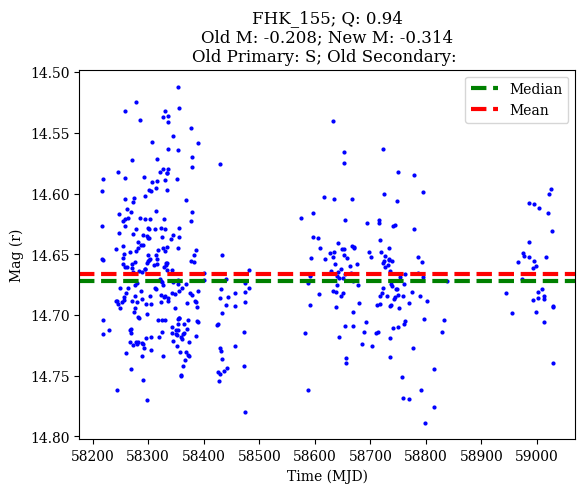 FHK_155; Q: 0.94
Old M: -0.208; New M: -0.314
Old Primary: S; Old Secondary:
14.50
14.55
14.60
14.65
14.70
14.75
14.80
Mag (r)
Median
Mean
58200 58300 58400 58500 58600 58700 58800 58900 59000
Time (MJD)